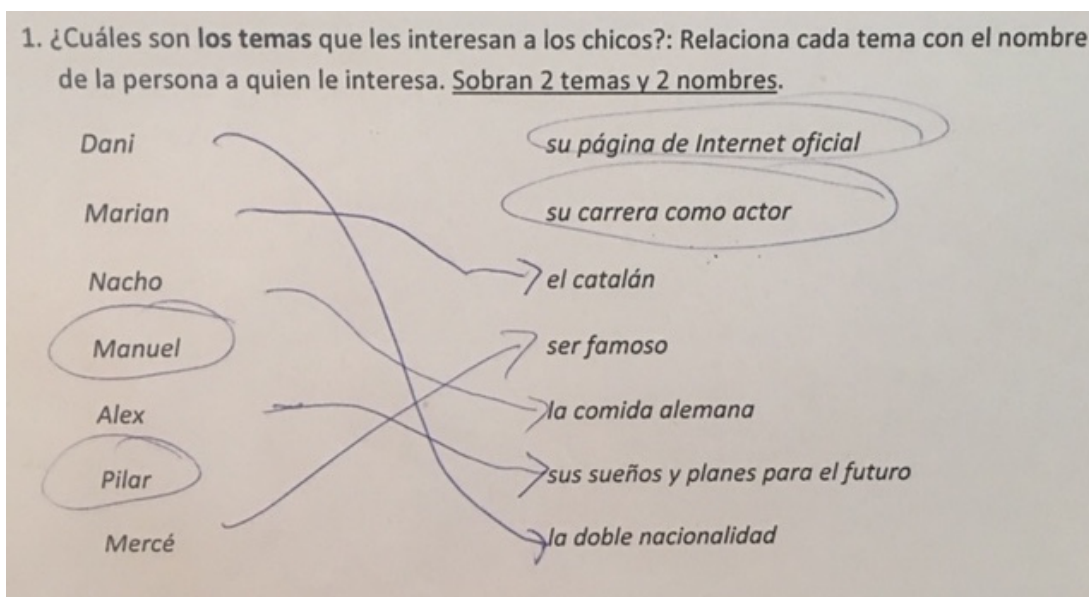 1. ¿Cuáles son los temas que les interesan a los chicos?: Relaciona cada tema con el nombre
de la persona a quien le interesa. Sobran 2 temas y 2 nombres.
Dani su página de Internet oficial
Marian su carrera como actor
Nacho el catalán
Manuel ser famoso
Alex la comida alemana
Pilar sus sueños y planes para el futuro
Mercé la doble nacionalidad